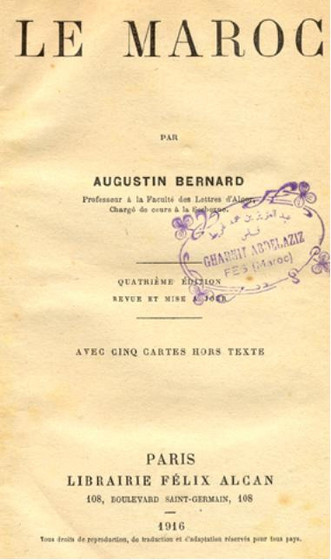 LE MAROC
PAR
AUGUSTIN BERNARD
Professeur à la Faculté des Lettres d'Alger,
Chargé de cours à la Sorbonne.
QUATRIÈME ÉDITION
REVUE ET MISE A JOUR
AVEC CINQ CARTES HORS TEXTE
PARIS
LIBRAIRIE FÉLIX ALCAN
108, BOULEVARD SAINT-GERMAIN, 108
1916
Tous droits de reproduction, de traduction et d'adaptation réservés pour tous pays.
ABDELAZIZ
FES (Maroc)